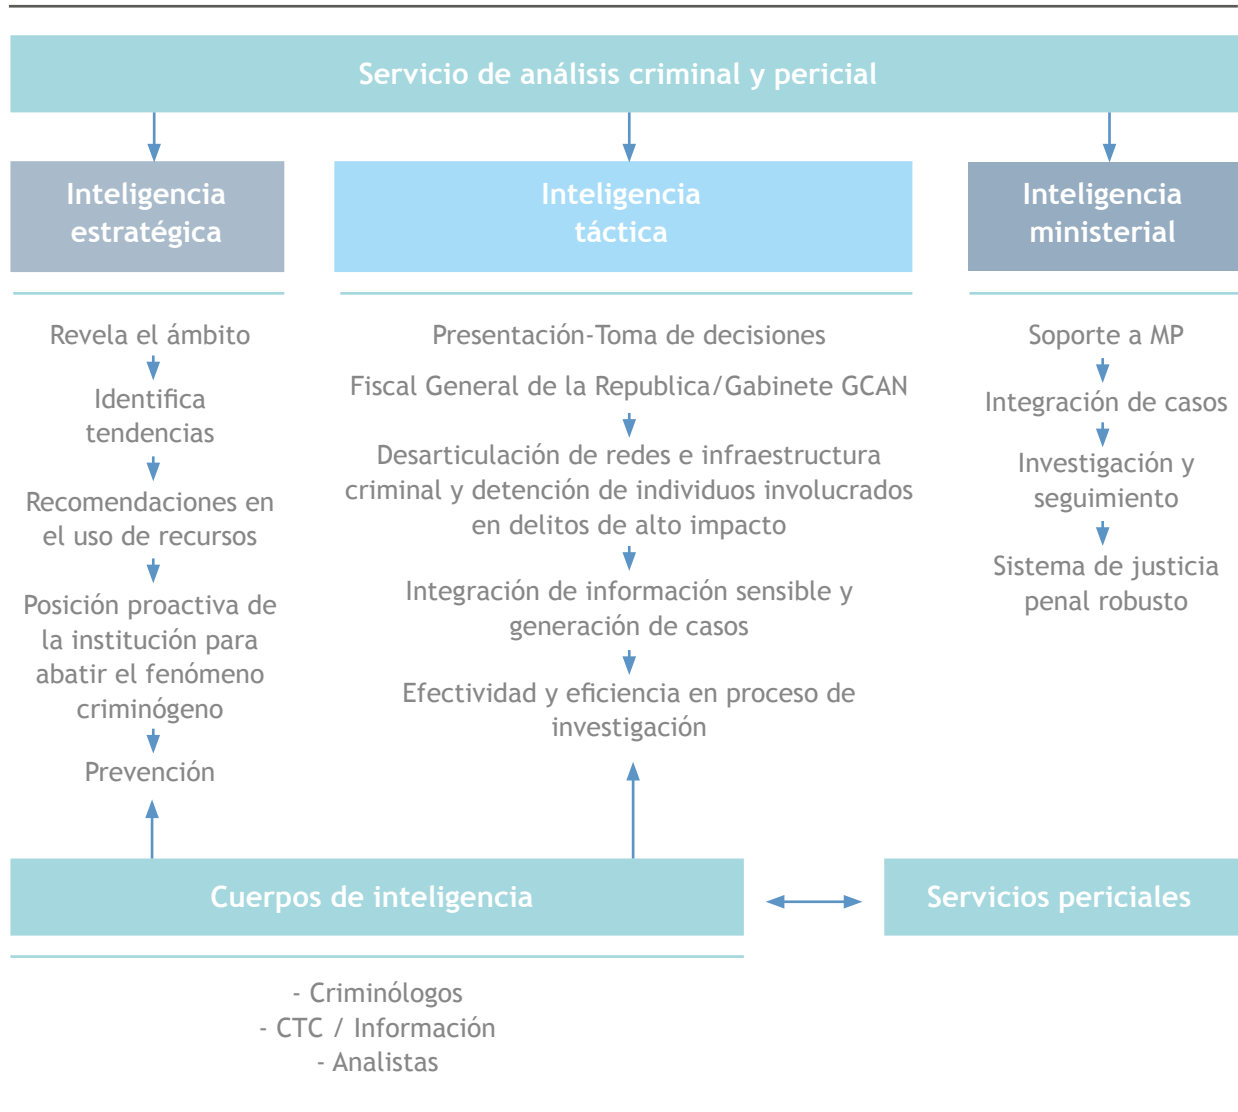 Servicio de análisis criminal y pericial
Inteligencia
estratégica
Revela el ámbito
Identifica
tendencias
Recomendaciones en
el uso de recursos
Posición proactiva de
la institución para
abatir el fenómeno
criminógeno
Prevención
Inteligencia
táctica
Presentación-Toma de decisiones
Fiscal General de la Republica/Gabinete GCAN
Desarticulación de redes e infraestructura
criminal y detención de individuos involucrados
en delitos de alto impacto
Integración de información sensible y
generación de casos
Efectividad y eficiencia en proceso de
investigación
Inteligencia
ministerial
Soporte a MP
Integración de casos
Investigación y
seguimiento
Sistema de justicia
penal robusto
Cuerpos de inteligencia
Servicios periciales
- Criminólogos
- CTC / Información
- Analistas